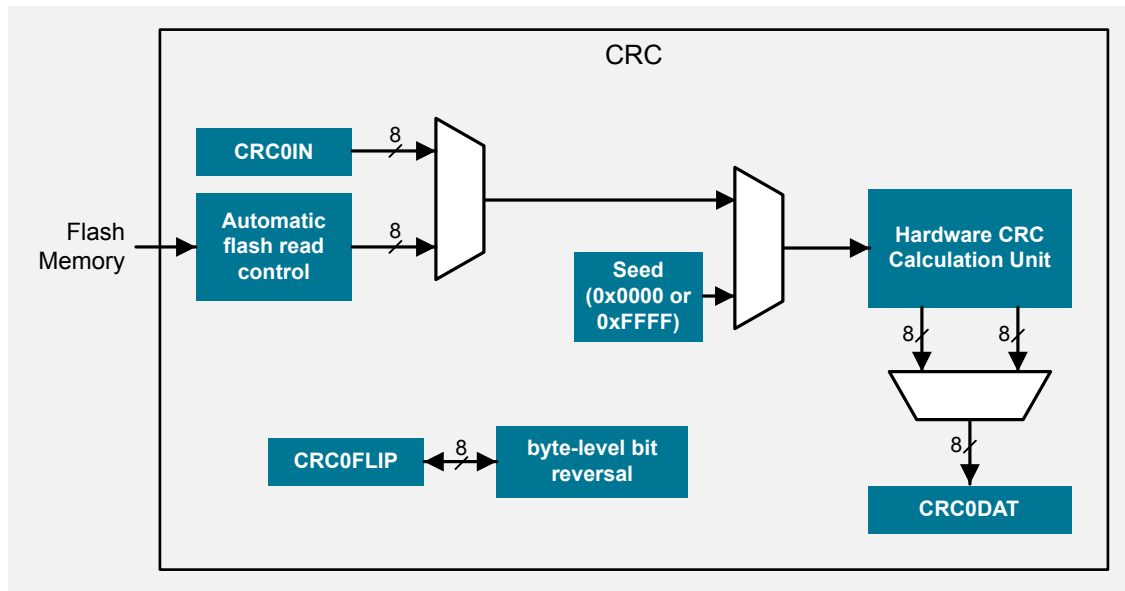 CRC
CRC0IN
8
Automatic
flash read
control
8
Flash
Memory
Seed
(0x0000 or
0xFFFF)
Hardware CRC
Calculation Unit
8
8
8
CRC0DAT
CRC0FLIP
8
byte-level bit
reversal